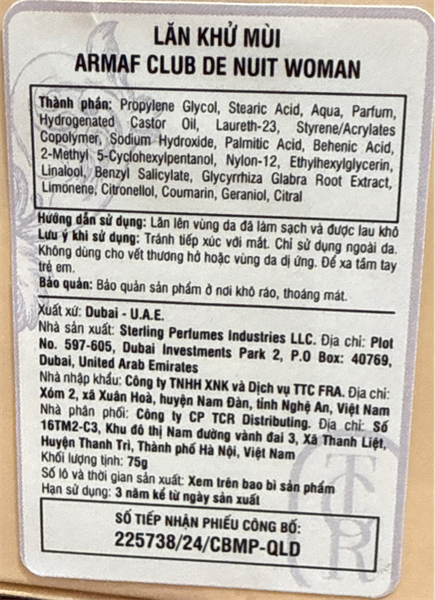 LĂN KHỬ MÙI
ARMAF CLUB DE NUIT WOMAN
Thành phần: Propylene Glycol, Stearic Acid, Aqua, Parfum,
Hydrogenated Castor Oil, Laureth-23, Styrene/Acrylates
Copolymer, Sodium Hydroxide, Palmitic Acid, Behenic Acid,
2-Methyl 5-Cyclohexylpentanol, Nylon-12, Ethylhexylglycerin,
Linalool, Benzyl Salicylate, Glycyrrhiza Glabra Root Extract,
Limonene, Citronellol, Coumarin, Geraniol, Citral
Hướng dẫn sử dụng: Lăn lên vùng da đã làm sạch và được lau khô
Lưu ý khi sử dụng: Tránh tiếp xúc với mắt. Chỉ sử dụng ngoài da.
Không dùng cho vết thương hở hoặc vùng da dị ứng. Để xa tầm tay
trẻ em.
Bảo quản: Bảo quản sản phẩm ở nơi khô ráo, thoáng mát.
Xuất xứ: Dubai - U.A.E.
Nhà sản xuất: Sterling Perfumes Industries LLC. Địa chỉ: Plot
No. 597-605, Dubai Investments Park 2, P.O Box: 40769,
Dubai, United Arab Emirates
Nhà nhập khẩu: Công ty TNHH XNK và Dịch vụ TTC FRA. Địa chỉ:
Xóm 2, xã Xuân Hoà, huyện Nam Đàn, tỉnh Nghệ An, Việt Nam
Nhà phân phối: Công ty CP TCR Distributing. Địa chỉ: Số
16TM2-C3, Khu đô thị Nam đường vành đai 3, Xã Thanh Liệt,
Huyện Thanh Trì, Thành phố Hà Nội, Việt Nam
Khối lượng tịnh: 75g
Số lô và thời gian sản xuất: Xem trên bao bì sản phẩm
Hạn sử dụng: 3 năm kể từ ngày sản xuất
TCR
SỐ TIẾP NHẬN PHIẾU CÔNG BỐ:
225738/24/CBMP-QLD